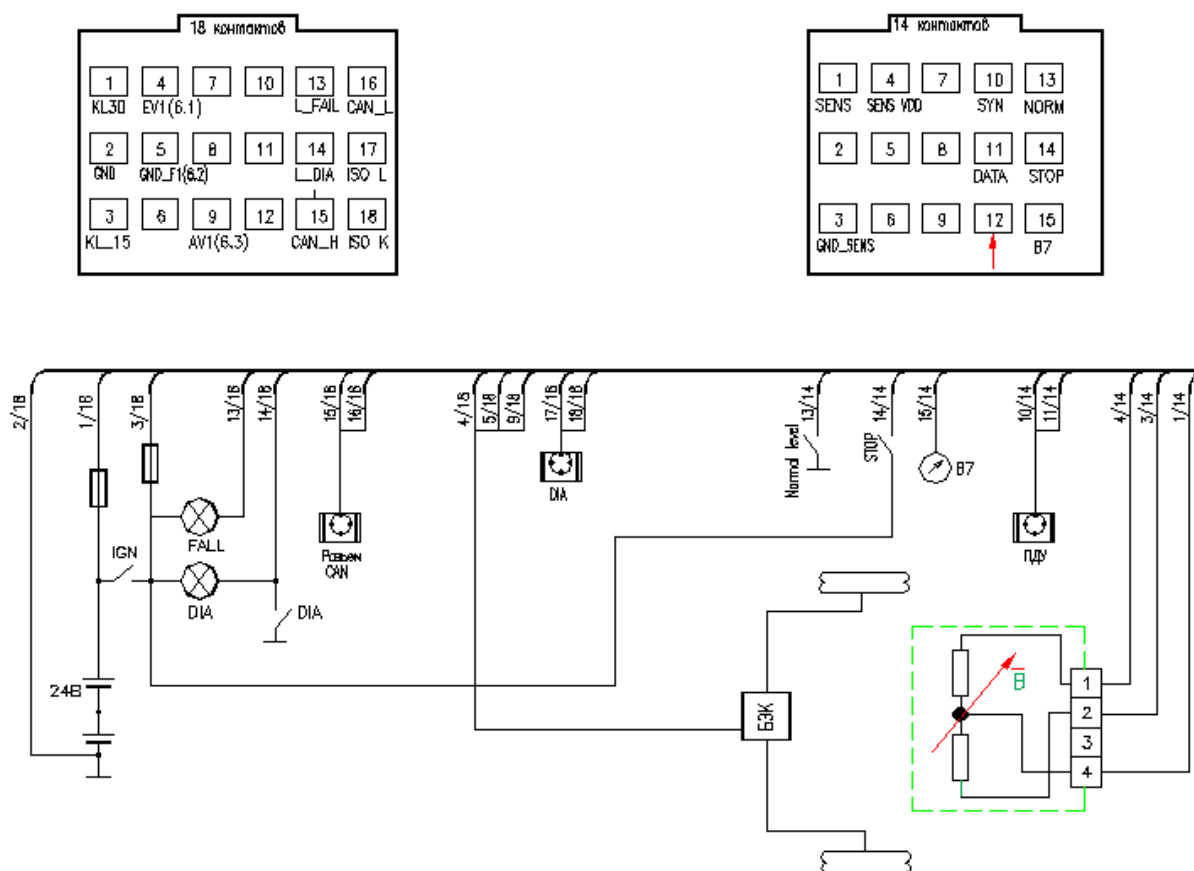 18 контактов
1 4 7 10 13 16
KL30 EV1(6.1) L_FAIL CAN_L
2 5 8 11 14 17
GND GND_F1(6.2) L_DIA ISO L
3 6 9 12 15 18
KL_15 AV1(6.3) CAN_H ISO K
14 контактов
1 4 7 10 13
SENS SENS VDD SYN NORM
2 5 8 11 14
DATA STOP
3 6 9 12 15
GND_SENS B7
2/18
1/18
3/18
13/18
14/18
15/18
16/18
4/18
5/18
9/18
17/18
18/18
13/14
14/14
15/14
10/14
11/14
4/14
3/14
1/14
Normal level
STOP
B7
DIA
FALL
IGN
Разъем
CAN
ПДУ
DIA
DIA
24В
БЭК
B
1
2
3
4